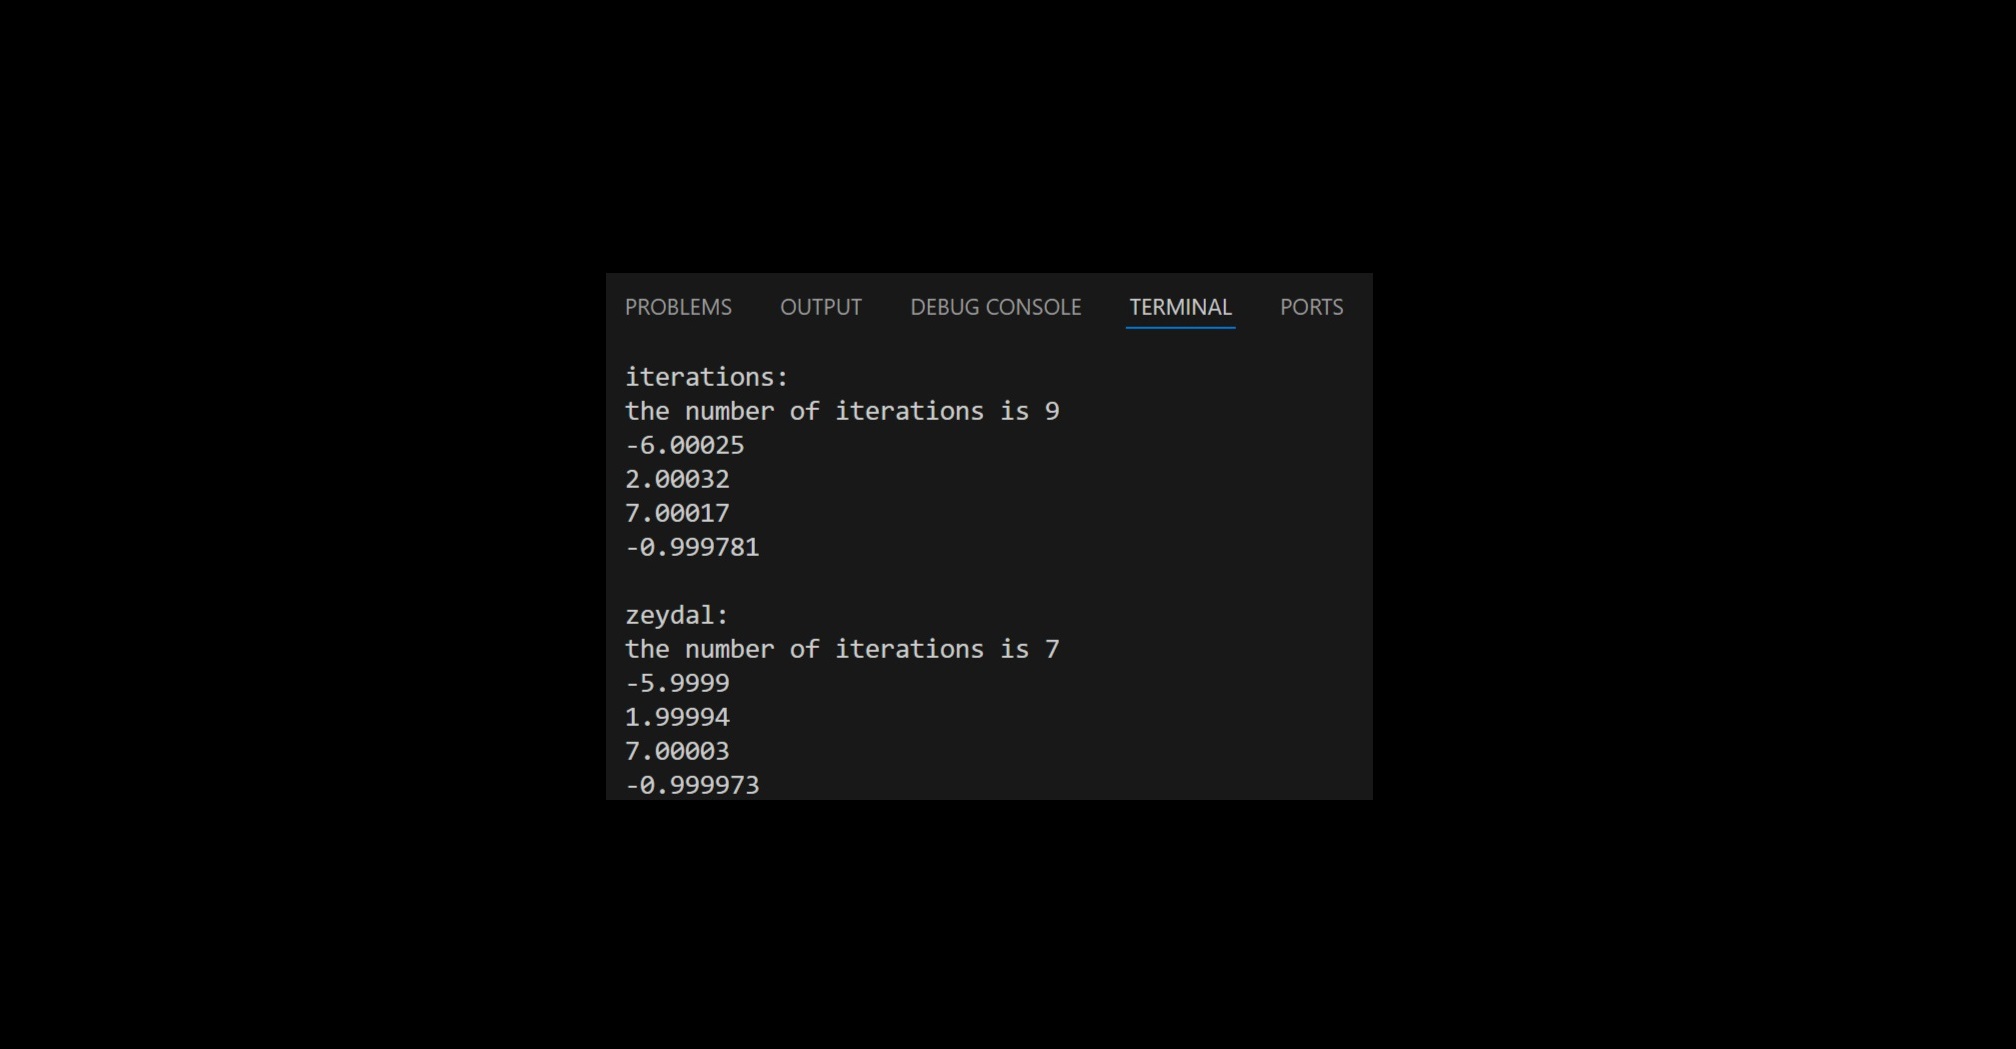 PROBLEMS OUTPUT DEBUG CONSOLE TERMINAL PORTS
iterations:
the number of iterations is 9
-6.00025
2.00032
7.00017
-0.999781
zeydal:
the number of iterations is 7
-5.9999
1.99994
7.00003
-0.999973